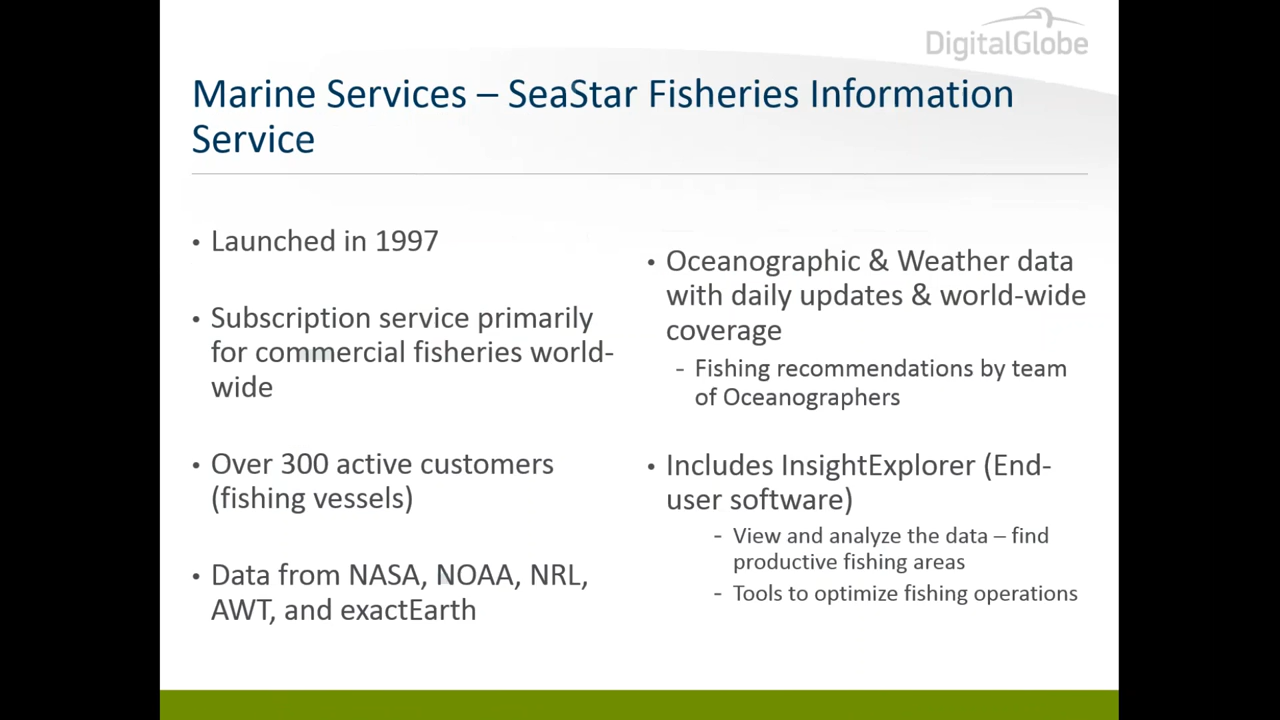 DigitalGlobe
Marine Services – SeaStar Fisheries Information
Service
• Launched in 1997
• Subscription service primarily
for commercial fisheries world-
wide
• Over 300 active customers
(fishing vessels)
• Data from NASA, NOAA, NRL,
AWT, and exactEarth
• Oceanographic & Weather data
with daily updates & world-wide
coverage
- Fishing recommendations by team
of Oceanographers
• Includes InsightExplorer (End-
user software)
- View and analyze the data – find
productive fishing areas
- Tools to optimize fishing operations